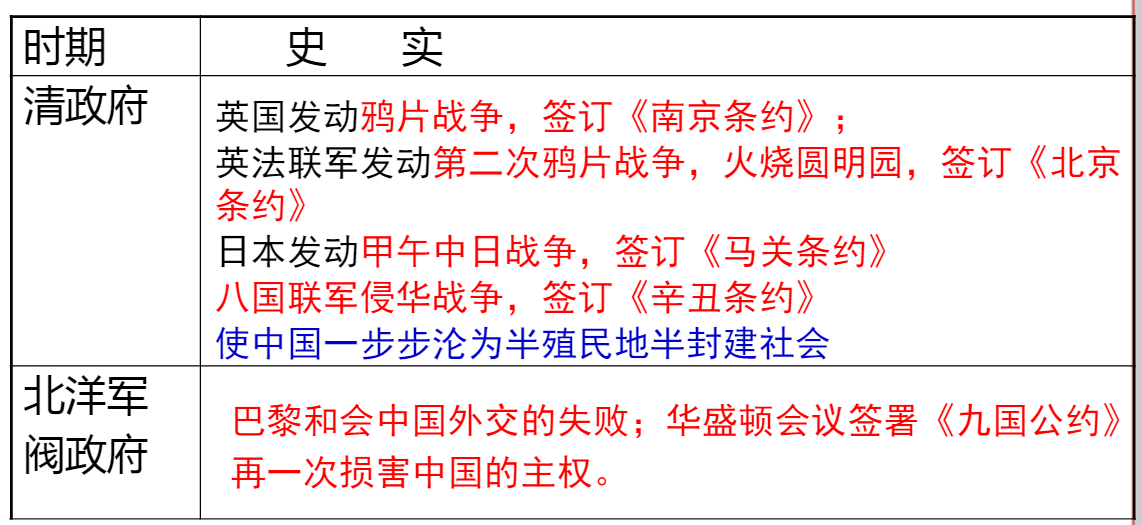 时期 史 实
清政府
英国发动鸦片战争，签订《南京条约》；
英法联军发动第二次鸦片战争，火烧圆明园，签订《北京
条约》
日本发动甲午中日战争，签订《马关条约》
八国联军侵华战争，签订《辛丑条约》
使中国一步步沦为半殖民地半封建社会
北洋军
阀政府
巴黎和会中国外交的失败；华盛顿会议签署《九国公约》
再一次损害中国的主权。